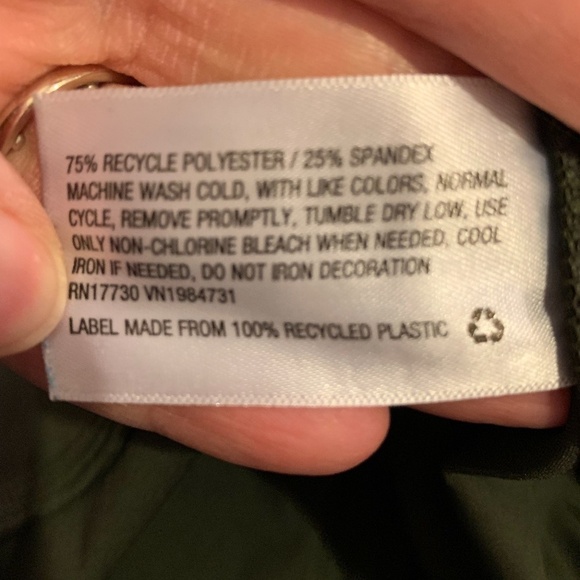 75% RECYCLE POLYESTER / 25% SPANDEX
MACHINE WASH COLD, WITH LIKE COLORS, NORMAL
CYCLE, REMOVE PROMPTLY, TUMBLE DRY LOW, USE
ONLY NON-CHLORINE BLEACH WHEN NEEDED, COOL
IRON IF NEEDED, DO NOT IRON DECORATION
RN17730 VN1984731
LABEL MADE FROM 100% RECYCLED PLASTIC